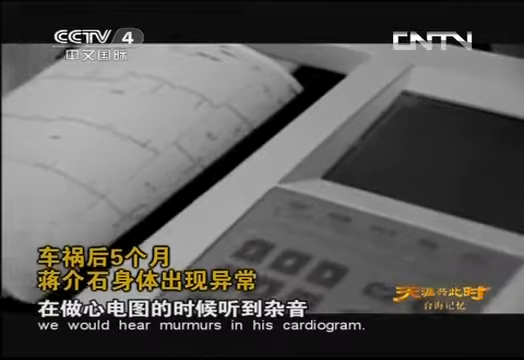 CCTV 4
中文国际
CNTV
车祸后5个月
蒋介石身体出现异常
天涯共此时
台海记忆
在做心电图的时候听到杂音
we would hear murmurs in his cardiogram.